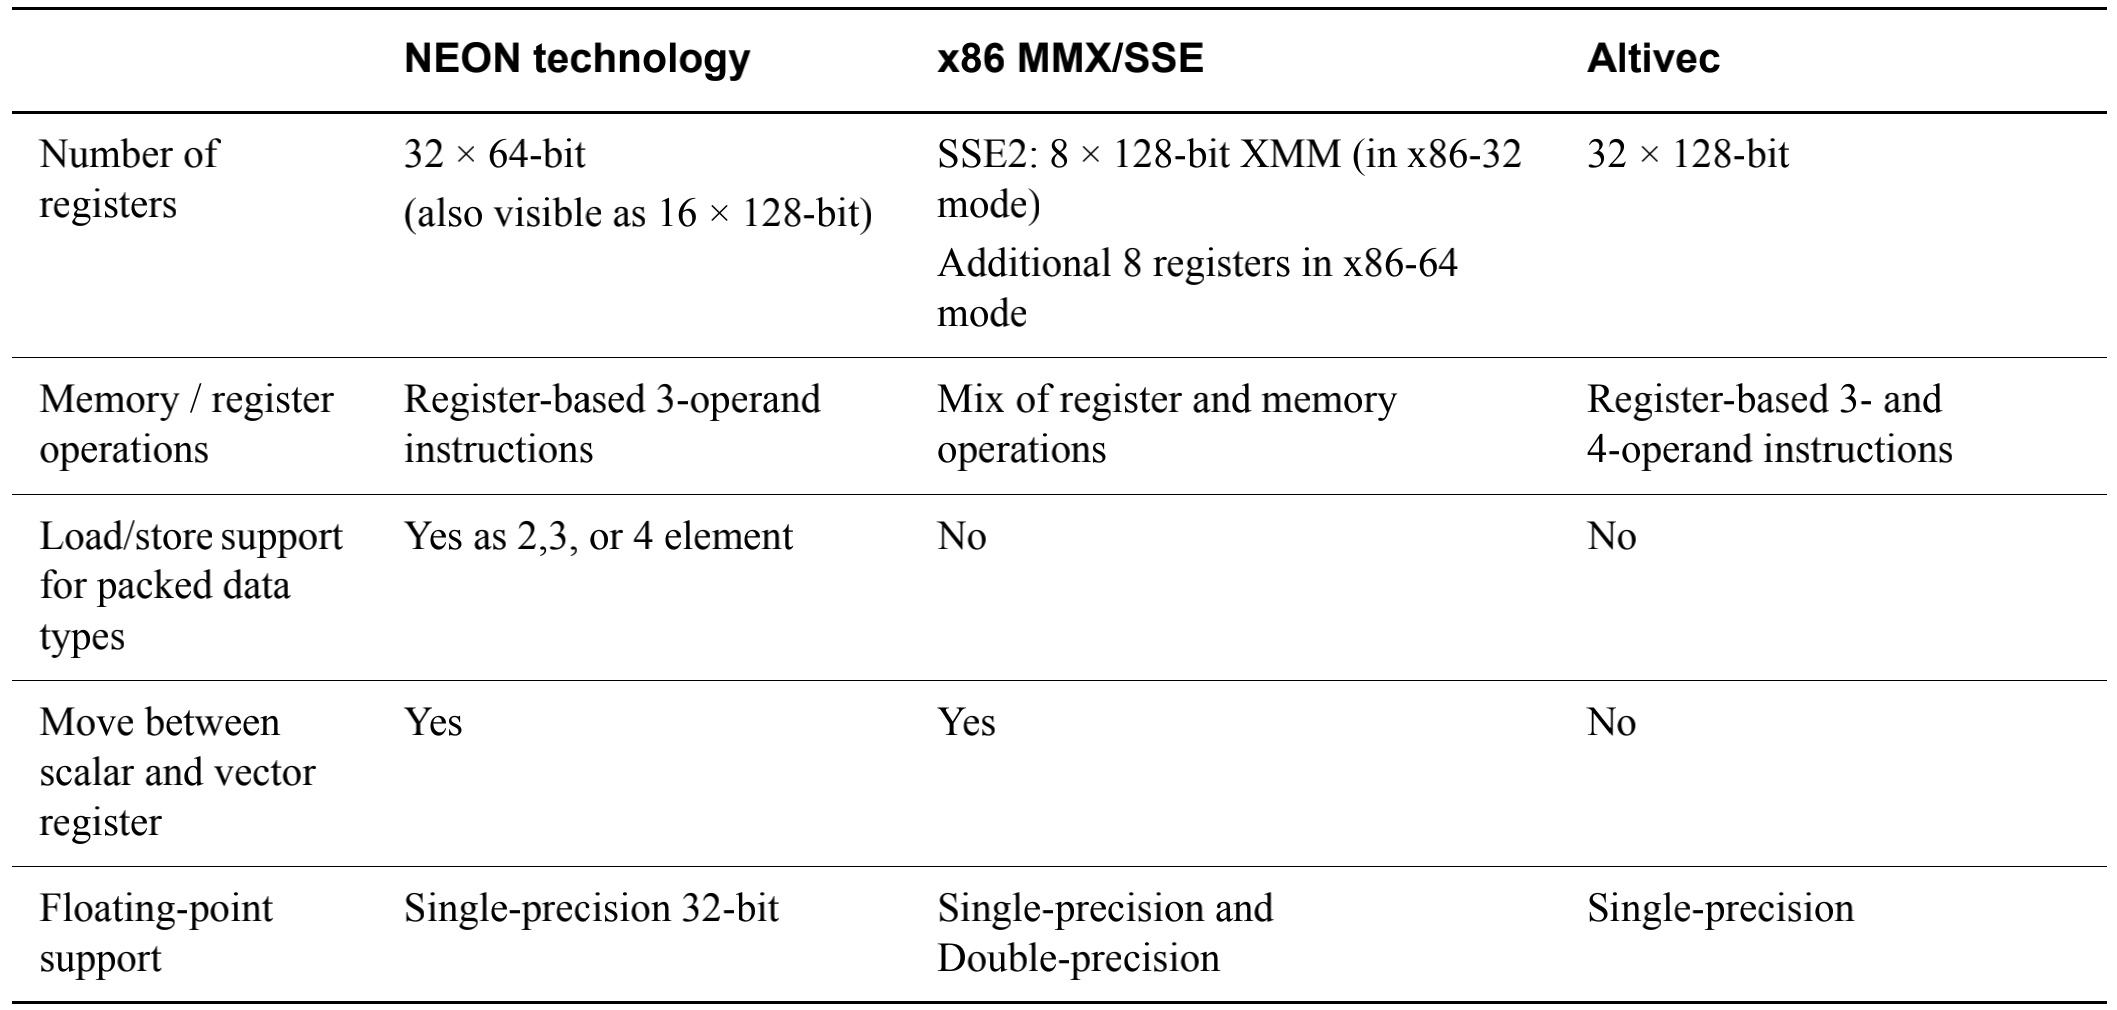 NEON technology x86 MMX/SSE Altivec
Number of registers
32 × 64-bit
(also visible as 16 × 128-bit)
SSE2: 8 × 128-bit XMM (in x86-32
mode)
Additional 8 registers in x86-64
mode
32 × 128-bit
Memory / register
operations
Register-based 3-operand
instructions
Mix of register and memory
operations
Register-based 3- and
4-operand instructions
Load/store support
for packed data
types
Yes as 2,3, or 4 element
No
No
Move between
scalar and vector
register
Yes
Yes
No
Floating-point
support
Single-precision 32-bit
Single-precision and
Double-precision
Single-precision